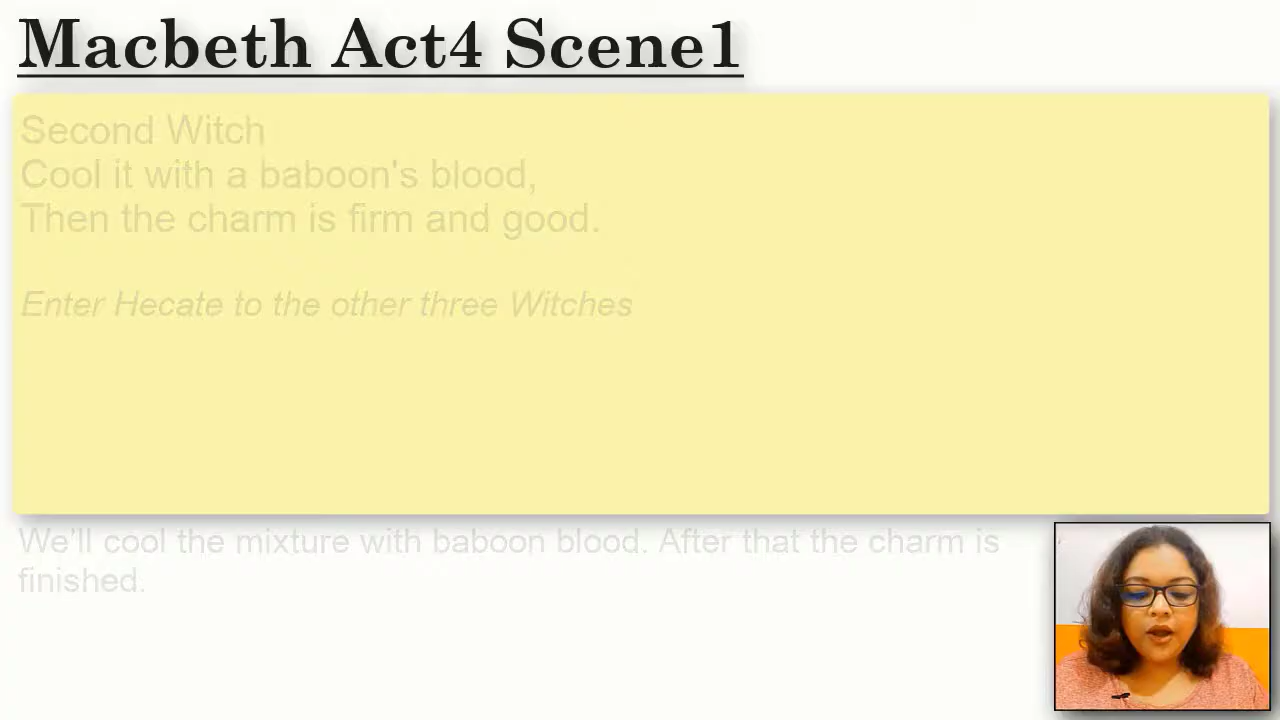 Macbeth Act4 Scene1
Second Witch
Cool it with a baboon's blood,
Then the charm is firm and good.
Enter Hecate to the other three Witches
We'll cool the mixture with baboon blood. After that the charm is
finished.